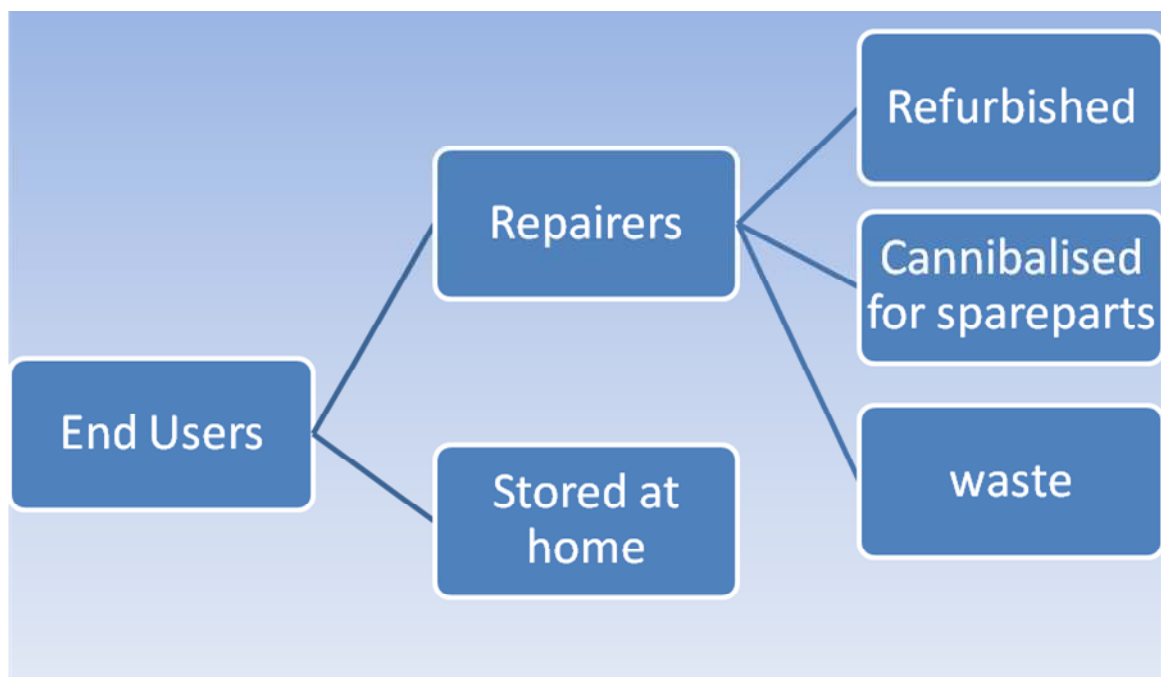 Refurbished
Repairers
Cannibalised
for spareparts
End Users
Stored at
home
waste